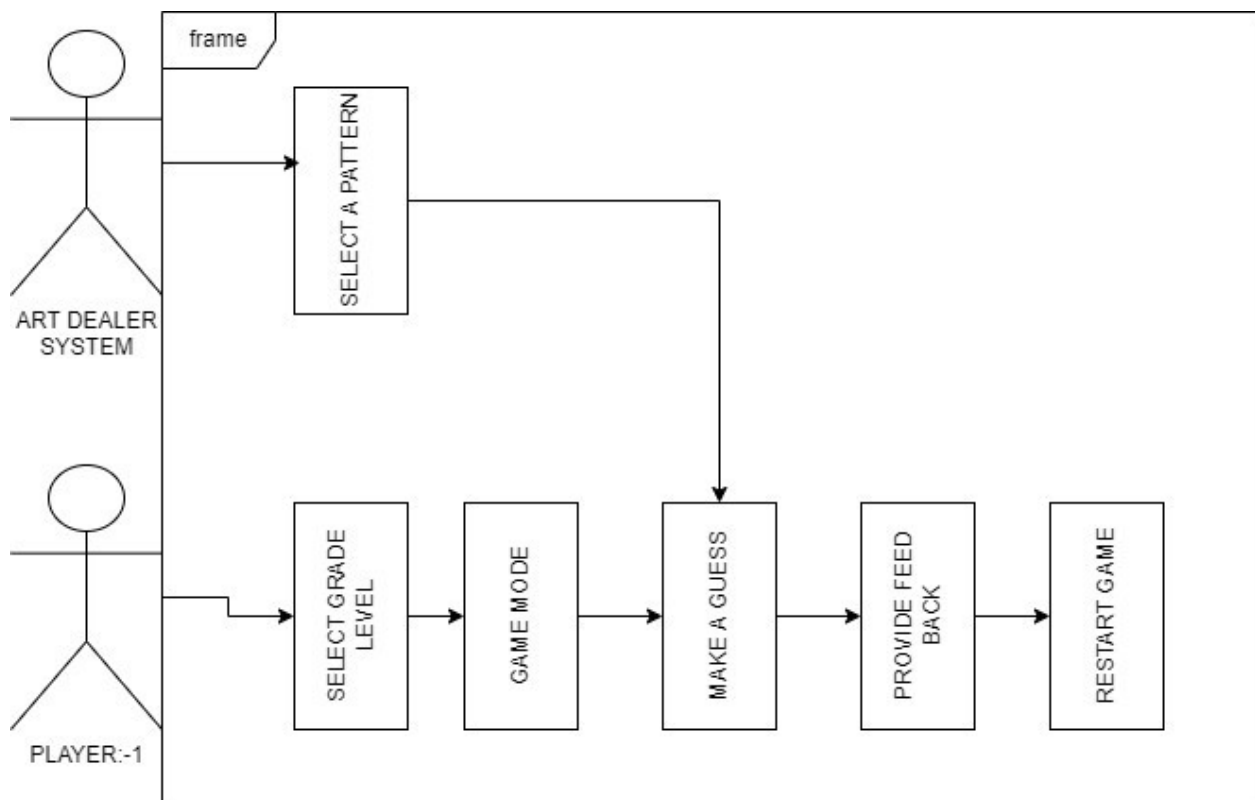 frame
SELECT A PATTERN
ART DEALER
SYSTEM
SELECT GRADE
LEVEL
GAME MODE
MAKE A GUESS
PROVIDE FEED
BACK
RESTART GAME
PLAYER:-1